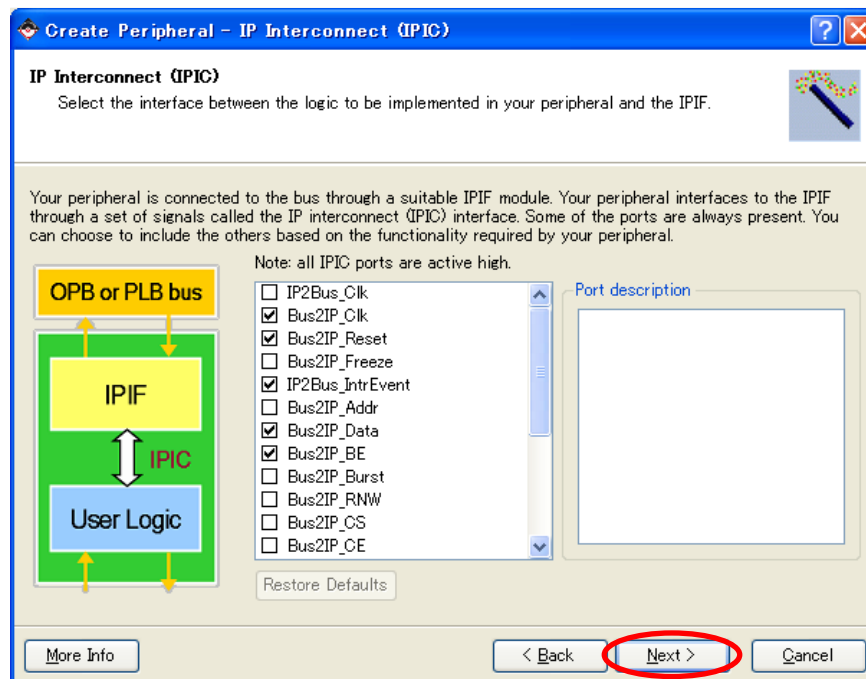 Create Peripheral - IP Interconnect (IPIC)
IP Interconnect (IPIC)
Select the interface between the logic to be implemented in your peripheral and the IPIF.
Your peripheral is connected to the bus through a suitable IPIF module. Your peripheral interfaces to the IPIF
through a set of signals called the IP interconnect (IPIC) interface. Some of the ports are always present. You
can choose to include the others based on the functionality required by your peripheral.
Note: all IPIC ports are active high.
OPB or PLB bus
IPIF
IPIC
User Logic
IP2Bus_Clk
Bus2IP_Clk
Bus2IP_Reset
Bus2IP_Freeze
IP2Bus_IntrEvent
Bus2IP_Addr
Bus2IP_Data
Bus2IP_BE
Bus2IP_Burst
Bus2IP_RNW
Bus2IP_CS
Bus2IP_CE
Port description
Restore Defaults
More Info
< Back
Next >
Cancel